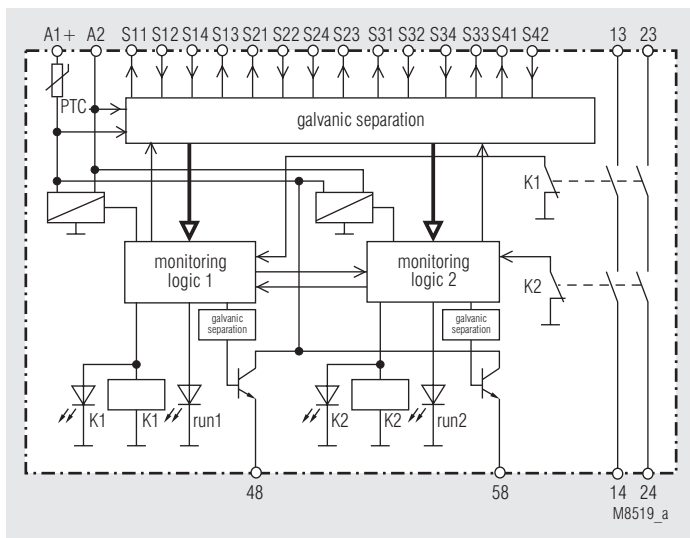 A1+ A2 S11 S12 S14 S13 S21 S22 S24 S23 S31 S32 S34 S33 S41 S42 13 23
PTC
galvanic separation
K1
monitoring
logic 1
monitoring
logic 2
K2
galvanic
separation
galvanic
separation
K1 K1 run1 K2 K2 run2
48 58 14 24
M8519_a